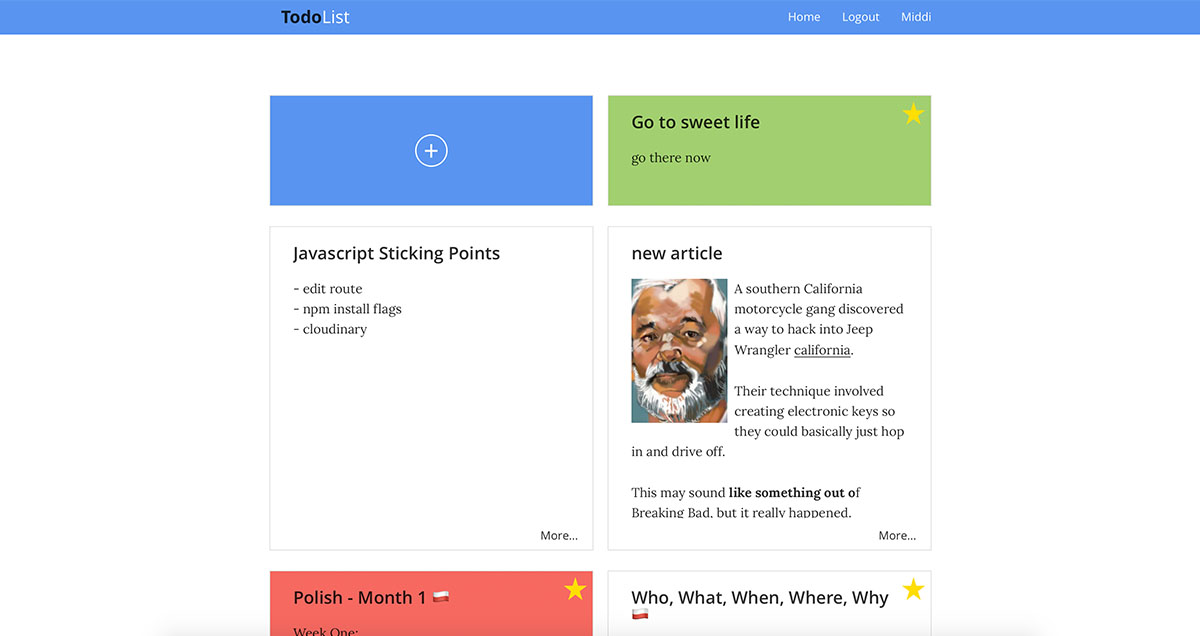 TodoList
Home Logout Middi
Go to sweet life
go there now
Javascript Sticking Points
- edit route
- npm install flags
- cloudinary
More...
new article
A southern California
motorcycle gang discovered
a way to hack into Jeep
Wrangler california.
Their technique involved
creating electronic keys so
they could basically just hop
in and drive off.
This may sound like something out of
Breaking Bad, but it really happened.
More...
Polish - Month 1 🇵🇱
Week One:
Who, What, When, Where, Why
🇵🇱